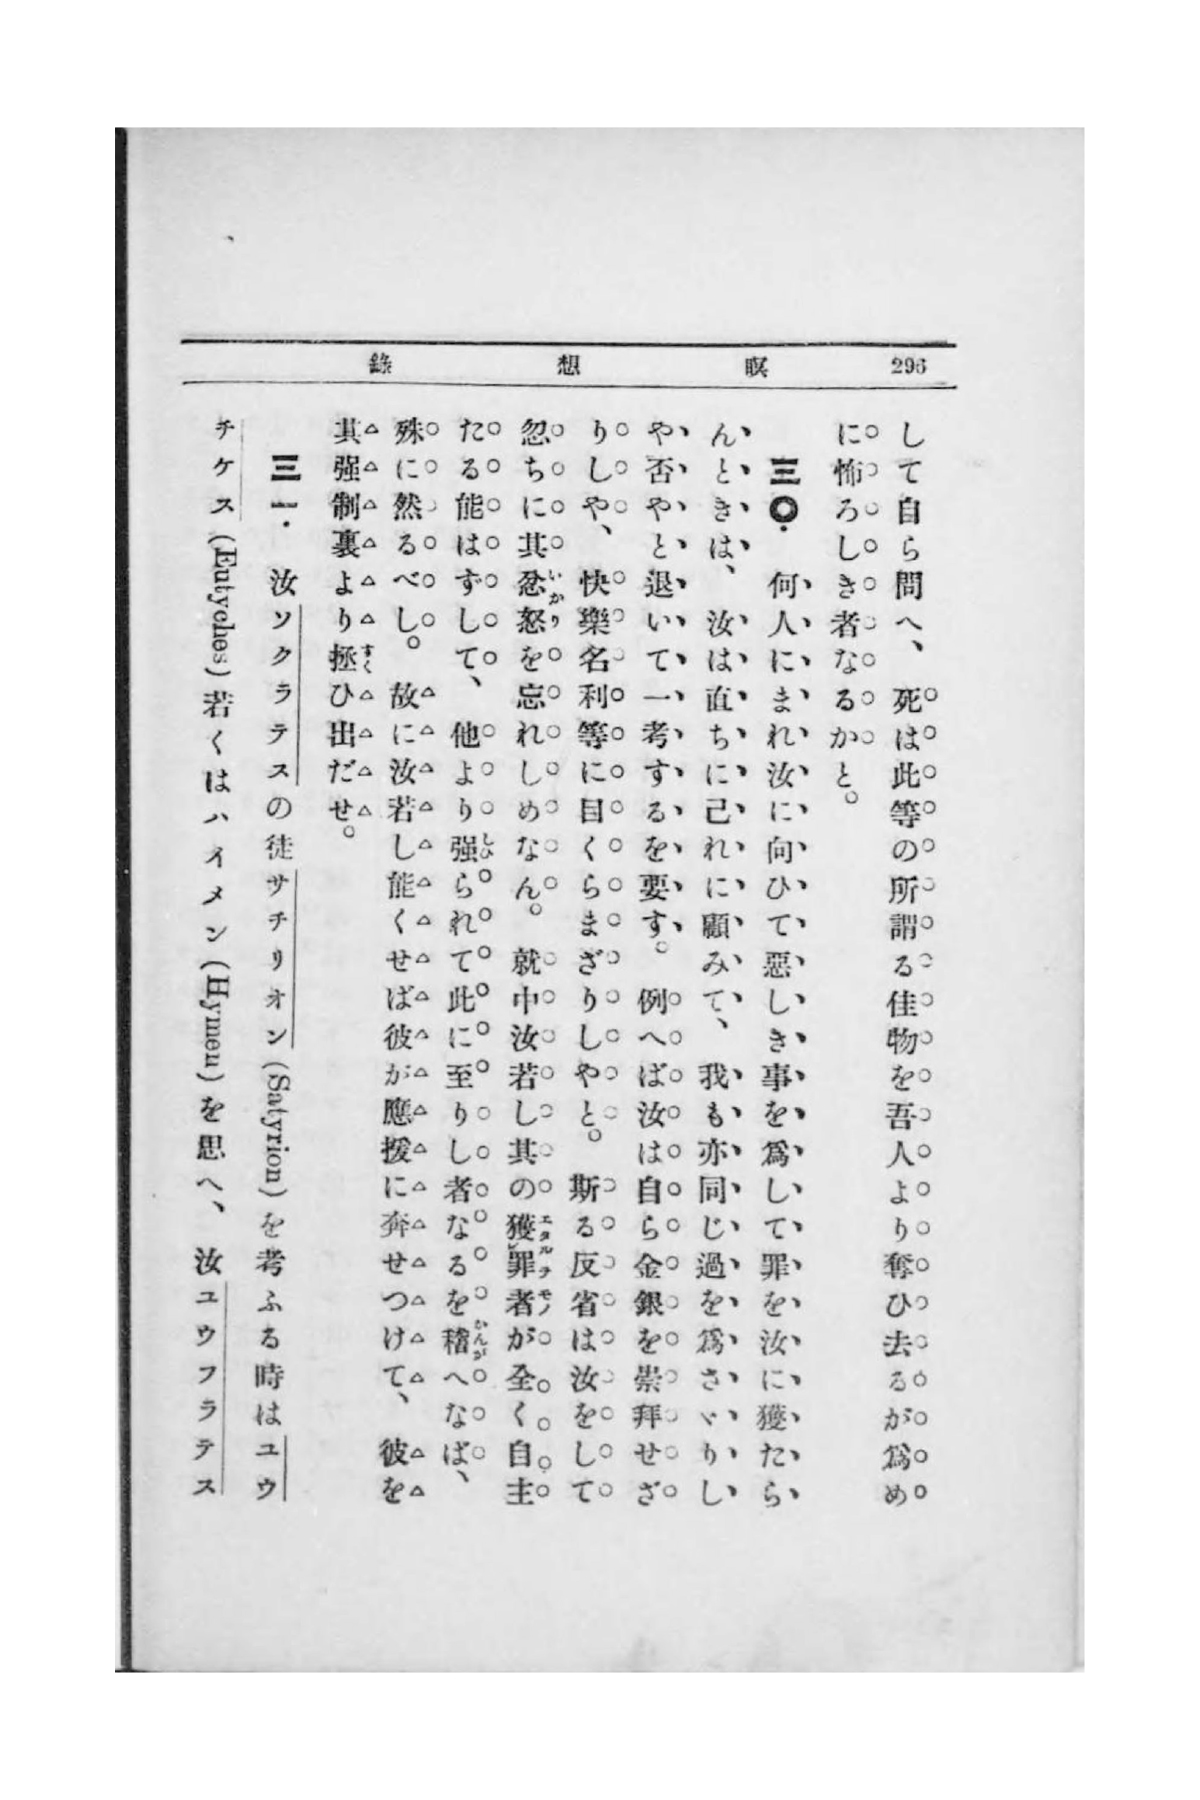 296　瞑想錄
して自ら問へ、死は此等の所謂る佳物を吾人より奪ひ去るが爲め
に怖ろしき者なるかと。
三〇.　何人にまれ汝に向ひて惡しき事を爲して罪を汝に獲たら
んときは、汝は直ちに己れに顧みて、我も亦同じ過を爲さゞりし
や否やと退いて一考するを要す。例へば汝は自ら金銀を崇拜せざ
りしや、快樂名利等に目くらまざりしやと。斯る反省は汝をして
忽ちに其忿怒を忘れしめなん。就中汝若し其の獲罪者が全く自主
たる能はずして、他より强られて此に至りし者なるを稽へなば、
殊に然るべし。故に汝若し能くせば彼が應援に奔せつけて、彼を
其强制裏より拯ひ出だせ。
三一.　汝ソクラテスの徒サチリオン(Satyrion)を考ふる時はユウ
チケス(Eutyches)若くはハイメン(Hymen)を思へ、汝ユウフラテス